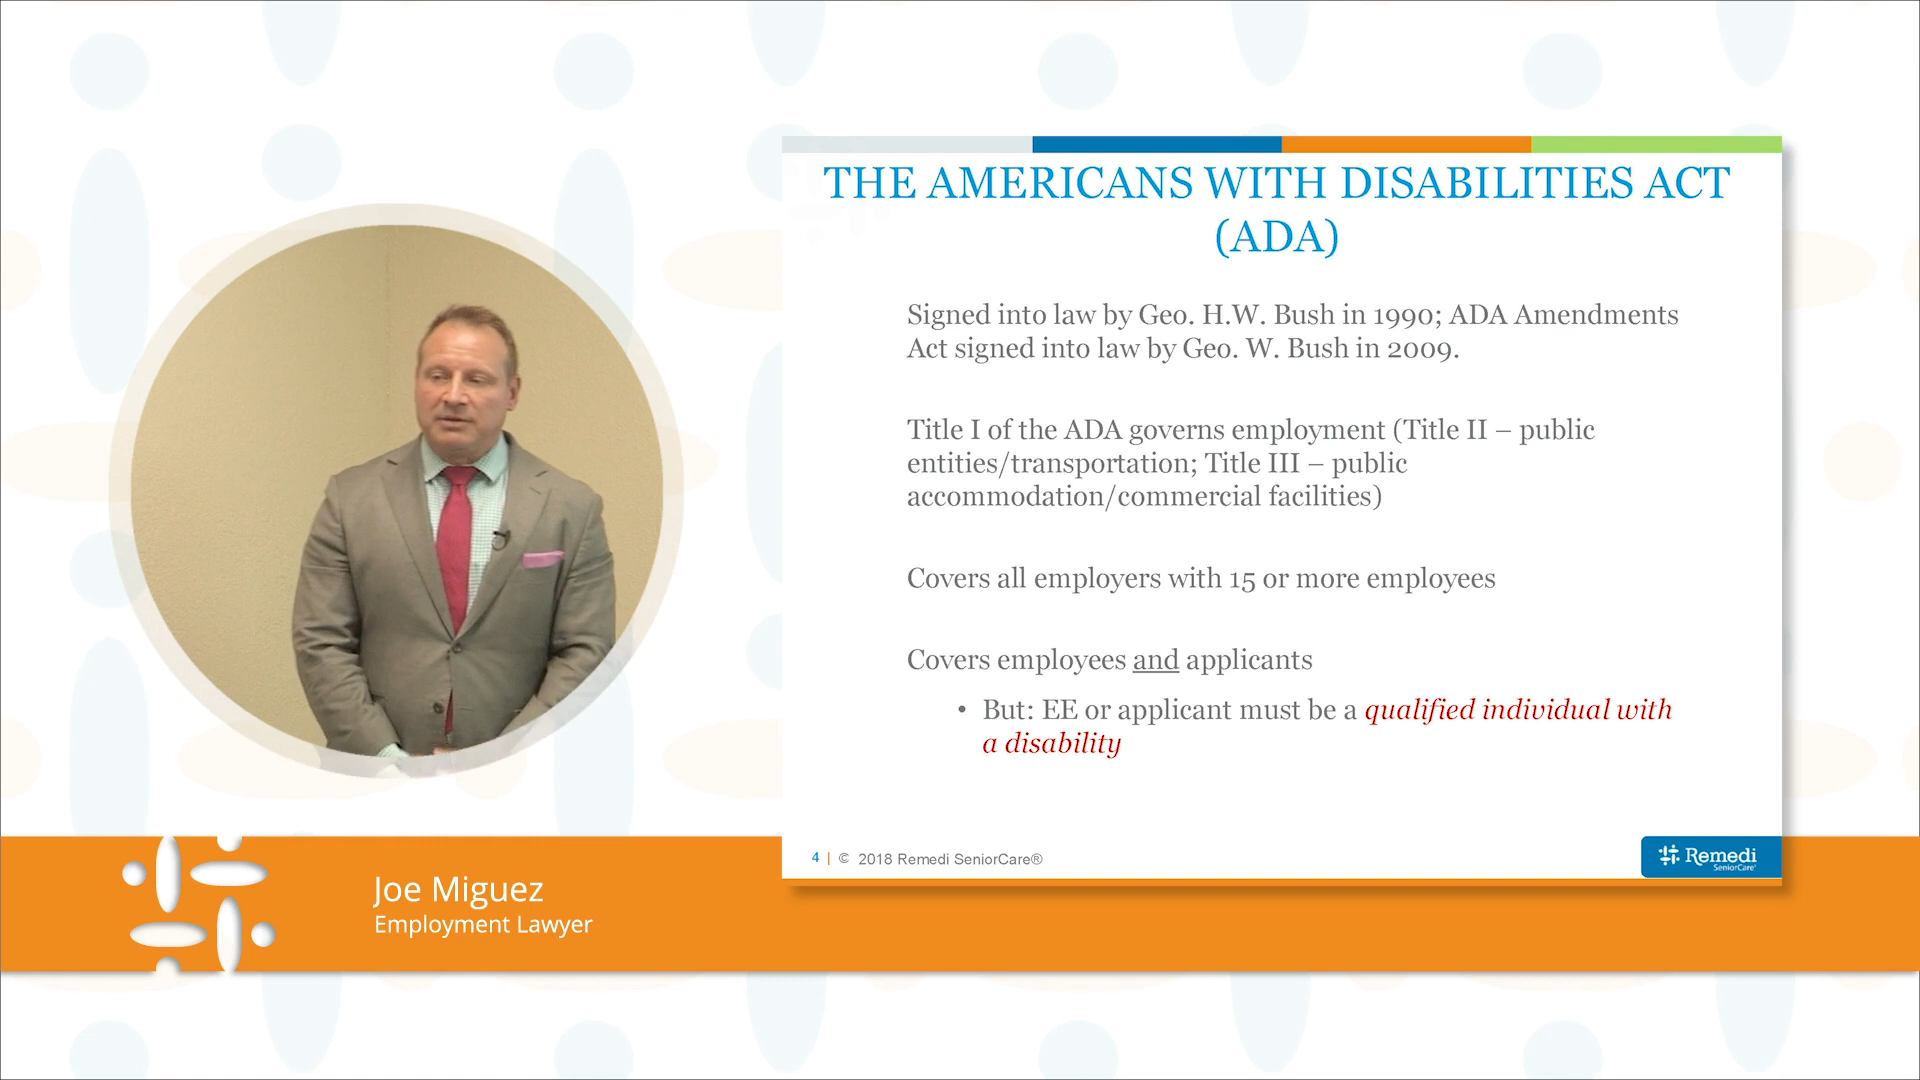 THE AMERICANS WITH DISABILITIES ACT
(ADA)
Signed into law by Geo. H.W. Bush in 1990; ADA Amendments
Act signed into law by Geo. W. Bush in 2009.
Title I of the ADA governs employment (Title II – public
entities/transportation; Title III – public
accommodation/commercial facilities)
Covers all employers with 15 or more employees
Covers employees and applicants
• But: EE or applicant must be a qualified individual with
a disability
4 | © 2018 Remedi SeniorCare®
Remedi
SeniorCare®
Joe Miguez
Employment Lawyer